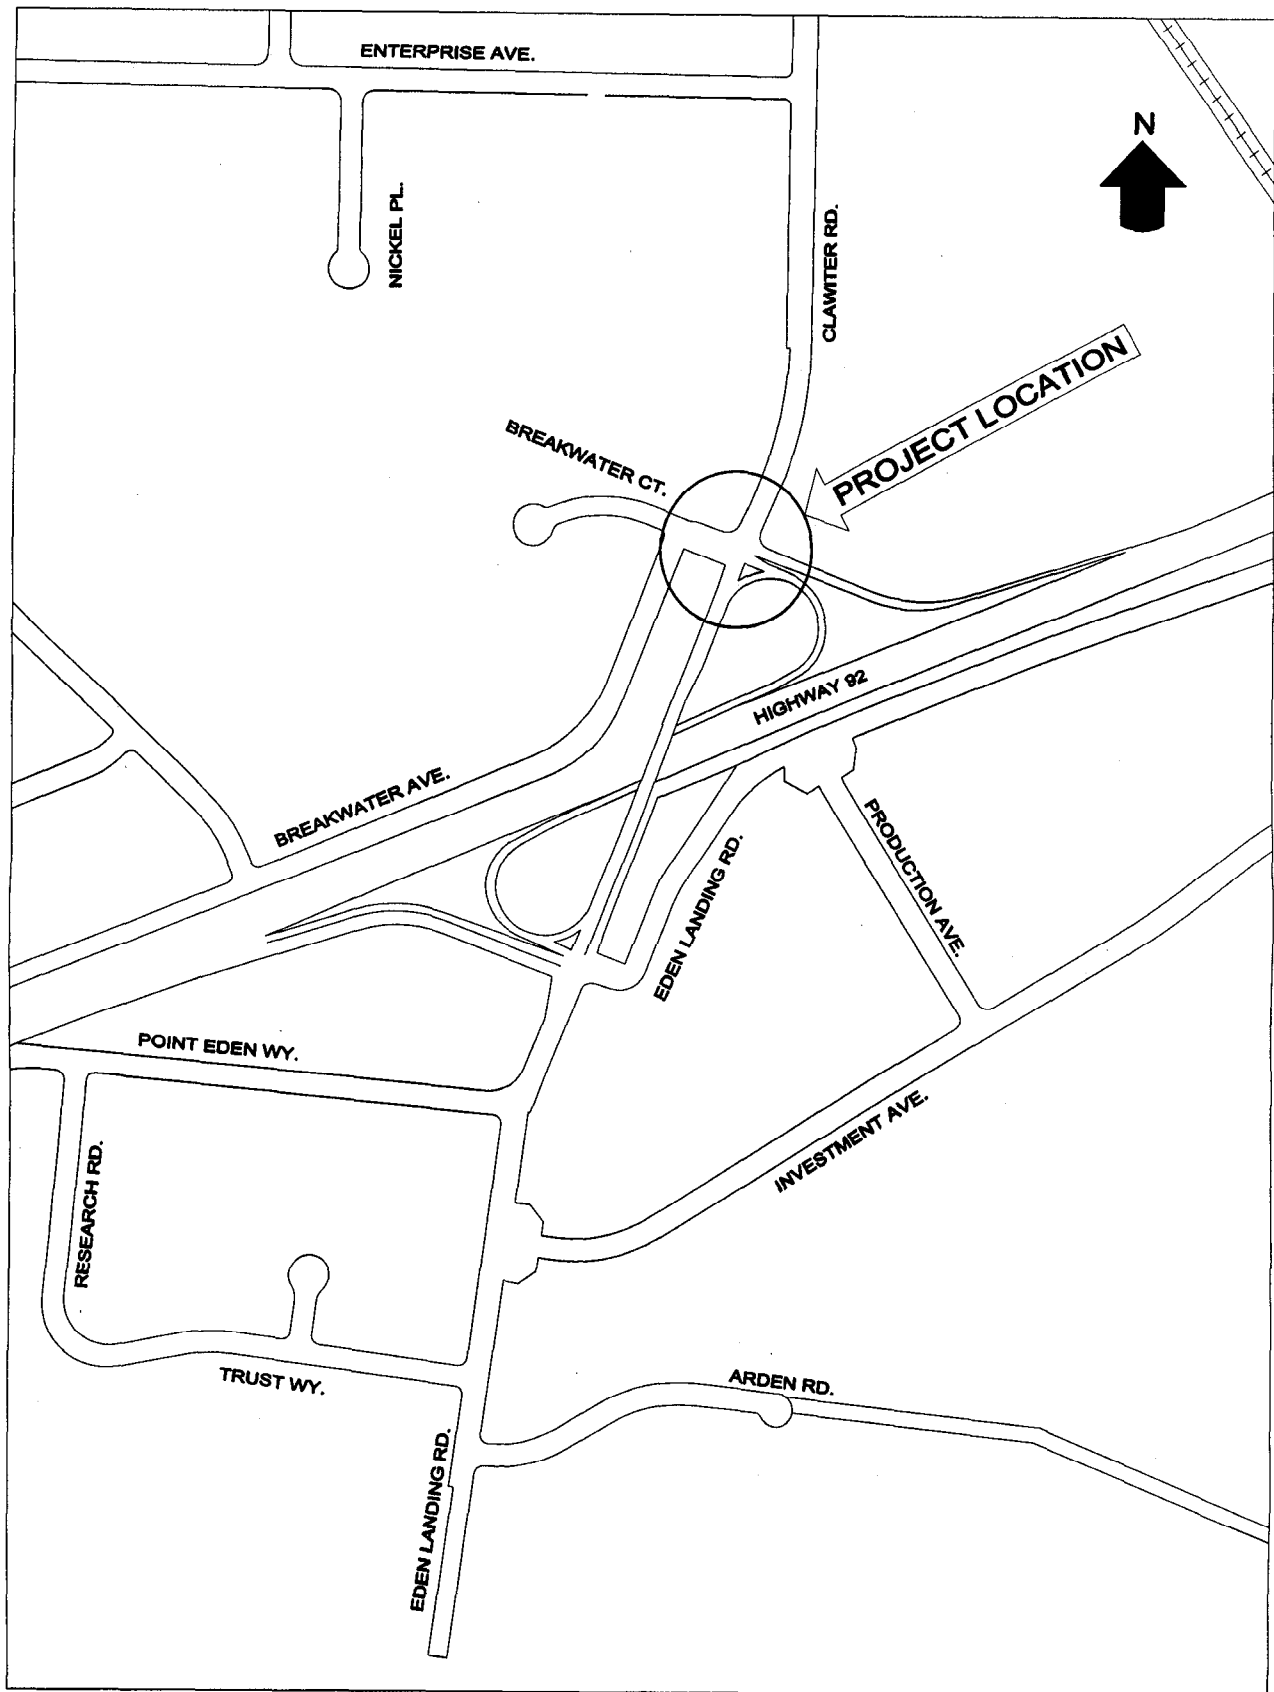 ENTERPRISE AVE.
N
NICKEL PL.
CLAWITER RD.
PROJECT LOCATION
BREAKWATER CT.
HIGHWAY 92
BREAKWATER AVE.
PRODUCTION AVE.
EDEN LANDING RD.
POINT EDEN WY.
INVESTMENT AVE.
RESEARCH RD.
TRUST WY.
ARDEN RD.
EDEN LANDING RD.